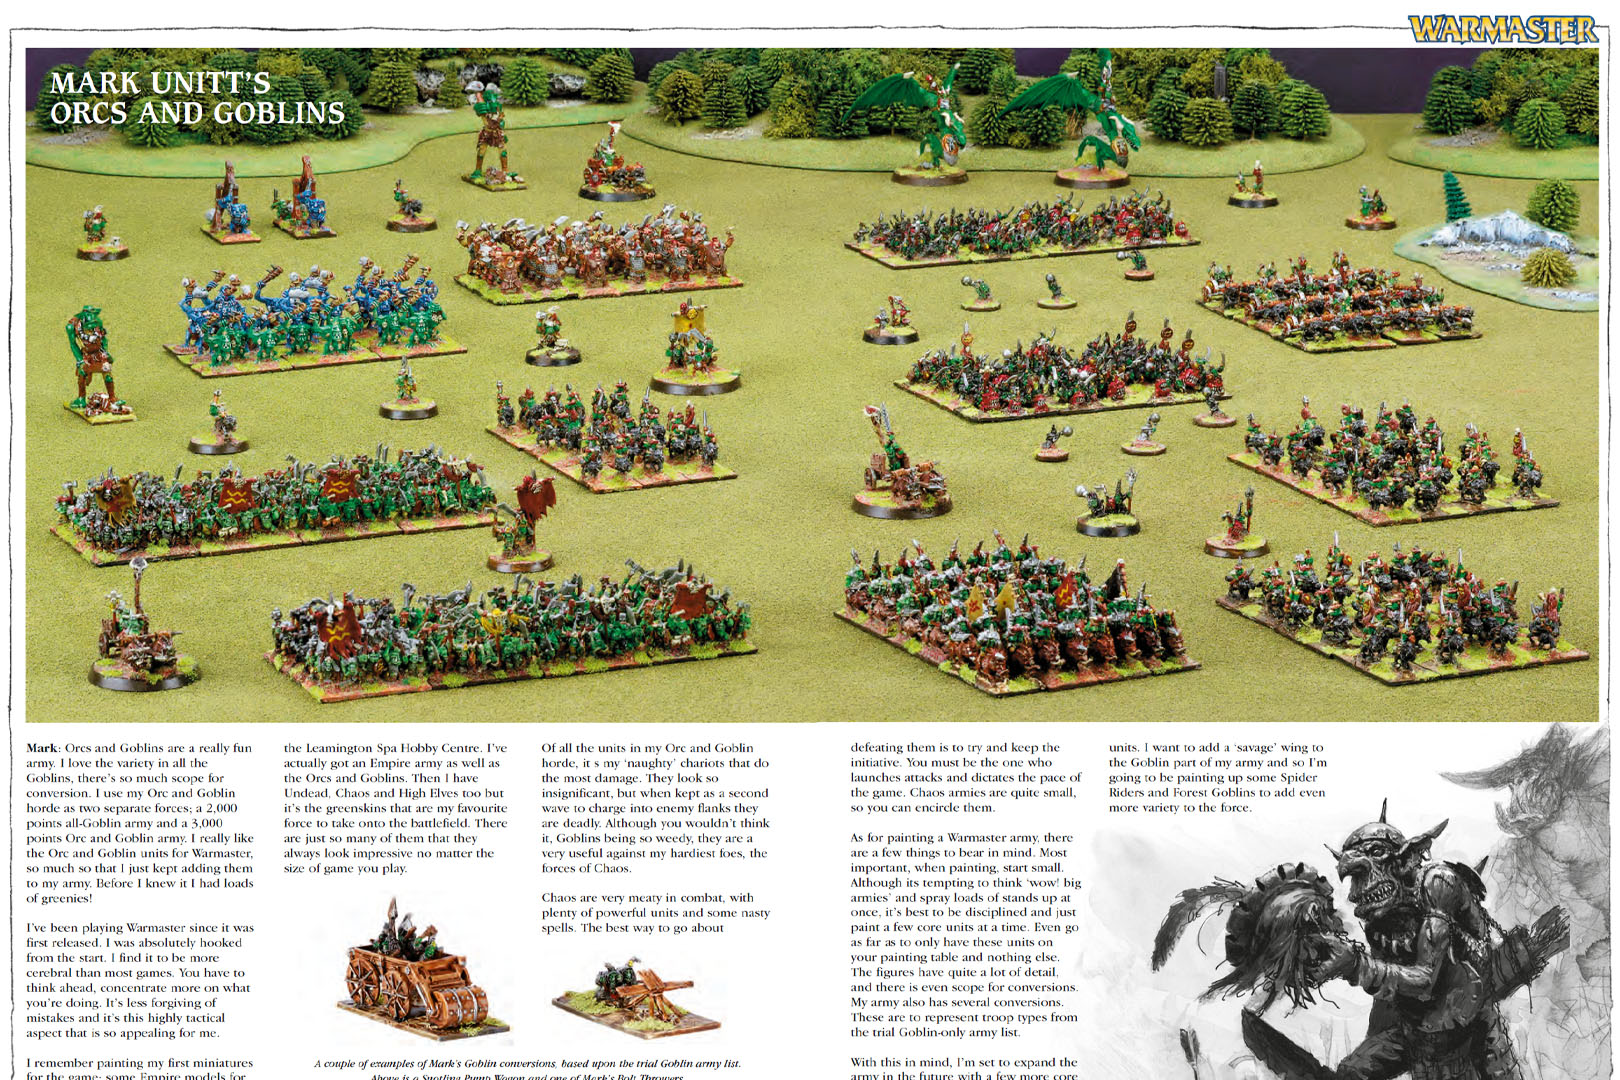 WARMASTER
MARK UNITT'S
ORCS AND GOBLINS
Mark: Orcs and Goblins are a really fun
army. I love the variety in all the
Goblins, there's so much scope for
conversion. I use my Orc and Goblin
horde as two separate forces; a 2,000
points all-Goblin army and a 3,000
points Orc and Goblin army. I really like
the Orc and Goblin units for Warmaster,
so much so that I just kept adding them
to my army. Before I knew it I had loads
of greenies!
I've been playing Warmaster since it was
first released. I was absolutely hooked
from the start. I find it to be more
cerebral than most games. You have to
think ahead, concentrate more on what
you're doing. It's less forgiving of
mistakes and it's this highly tactical
aspect that is so appealing for me.
I remember painting my first miniatures
for the game; some Empire models for
the Leamington Spa Hobby Centre. I've
actually got an Empire army as well as
the Orcs and Goblins. Then I have
Undead, Chaos and High Elves too but
it's the greenskins that are my favourite
force to take onto the battlefield. There
are just so many of them that they
always look impressive no matter the
size of game you play.
A couple of examples of Mark's Goblin conversions, based upon the trial Goblin army list.
Above is a Snotling Pump Wagon and one of Mark's Bolt Throwers.
Of all the units in my Orc and Goblin
horde, it s my 'naughty' chariots that do
the most damage. They look so
insignificant, but when kept as a second
wave to charge into enemy flanks they
are deadly. Although you wouldn't think
it, Goblins being so weedy, they are a
very useful against my hardiest foes, the
forces of Chaos.
Chaos are very meaty in combat, with
plenty of powerful units and some nasty
spells. The best way to go about
defeating them is to try and keep the
initiative. You must be the one who
launches attacks and dictates the pace of
the game. Chaos armies are quite small,
so you can encircle them.
As for painting a Warmaster army, there
are a few things to bear in mind. Most
important, when painting, start small.
Although its tempting to think 'wow! big
armies' and spray loads of stands up at
once, it's best to be disciplined and just
paint a few core units at a time. Even go
as far as to only have these units on
your painting table and nothing else.
The figures have quite a lot of detail,
and there is even scope for conversions.
My army also has several conversions.
These are to represent troop types from
the trial Goblin-only army list.
With this in mind, I'm set to expand the
army in the future with a few more core
units. I want to add a 'savage' wing to
the Goblin part of my army and so I'm
going to be painting up some Spider
Riders and Forest Goblins to add even
more variety to the force.